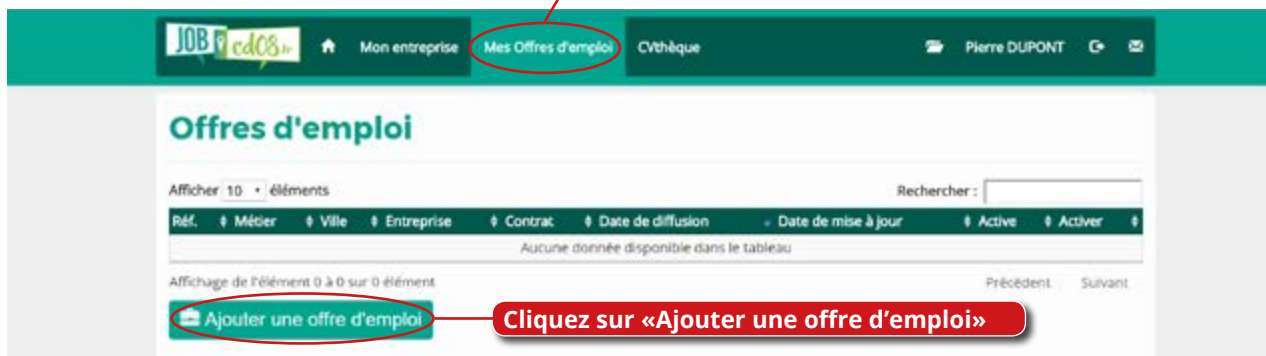 JOB cd08.fr Mon entreprise Mes Offres d'emploi CVthèque Pierre DUPONT
Offres d'emploi
Afficher 10 éléments Rechercher :
Réf. Métier Ville Entreprise Contrat Date de diffusion Date de mise à jour Active Activer
Aucune donnée disponible dans le tableau
Affichage de l'élément 0 à 0 sur 0 élément Précédent Suivant
Ajouter une offre d'emploi Cliquez sur «Ajouter une offre d’emploi»